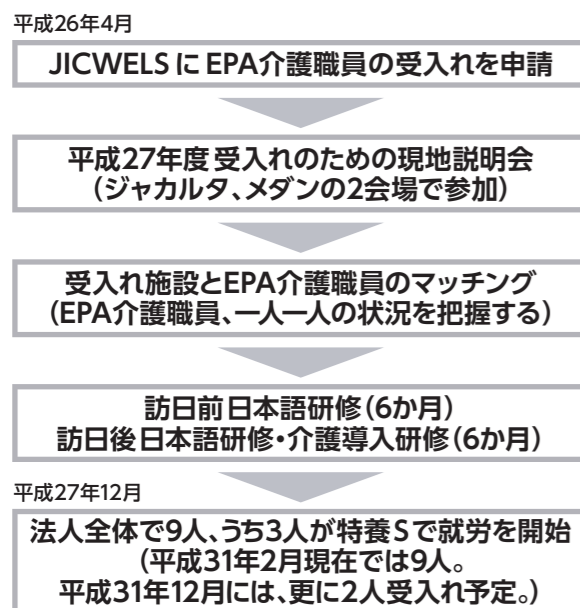 平成26年4月
JICWELS に EPA介護職員の受入れを申請
平成27年度 受入れのための現地説明会
（ジャカルタ、メダンの2会場で参加）
受入れ施設とEPA介護職員のマッチング
（EPA介護職員、一人一人の状況を把握する）
訪日前日本語研修（6か月）
訪日後日本語研修・介護導入研修（6か月）
平成27年12月
法人全体で9人、うち3人が特養Sで就労を開始
（平成31年2月現在では9人。
平成31年12月には、更に2人受入れ予定。）